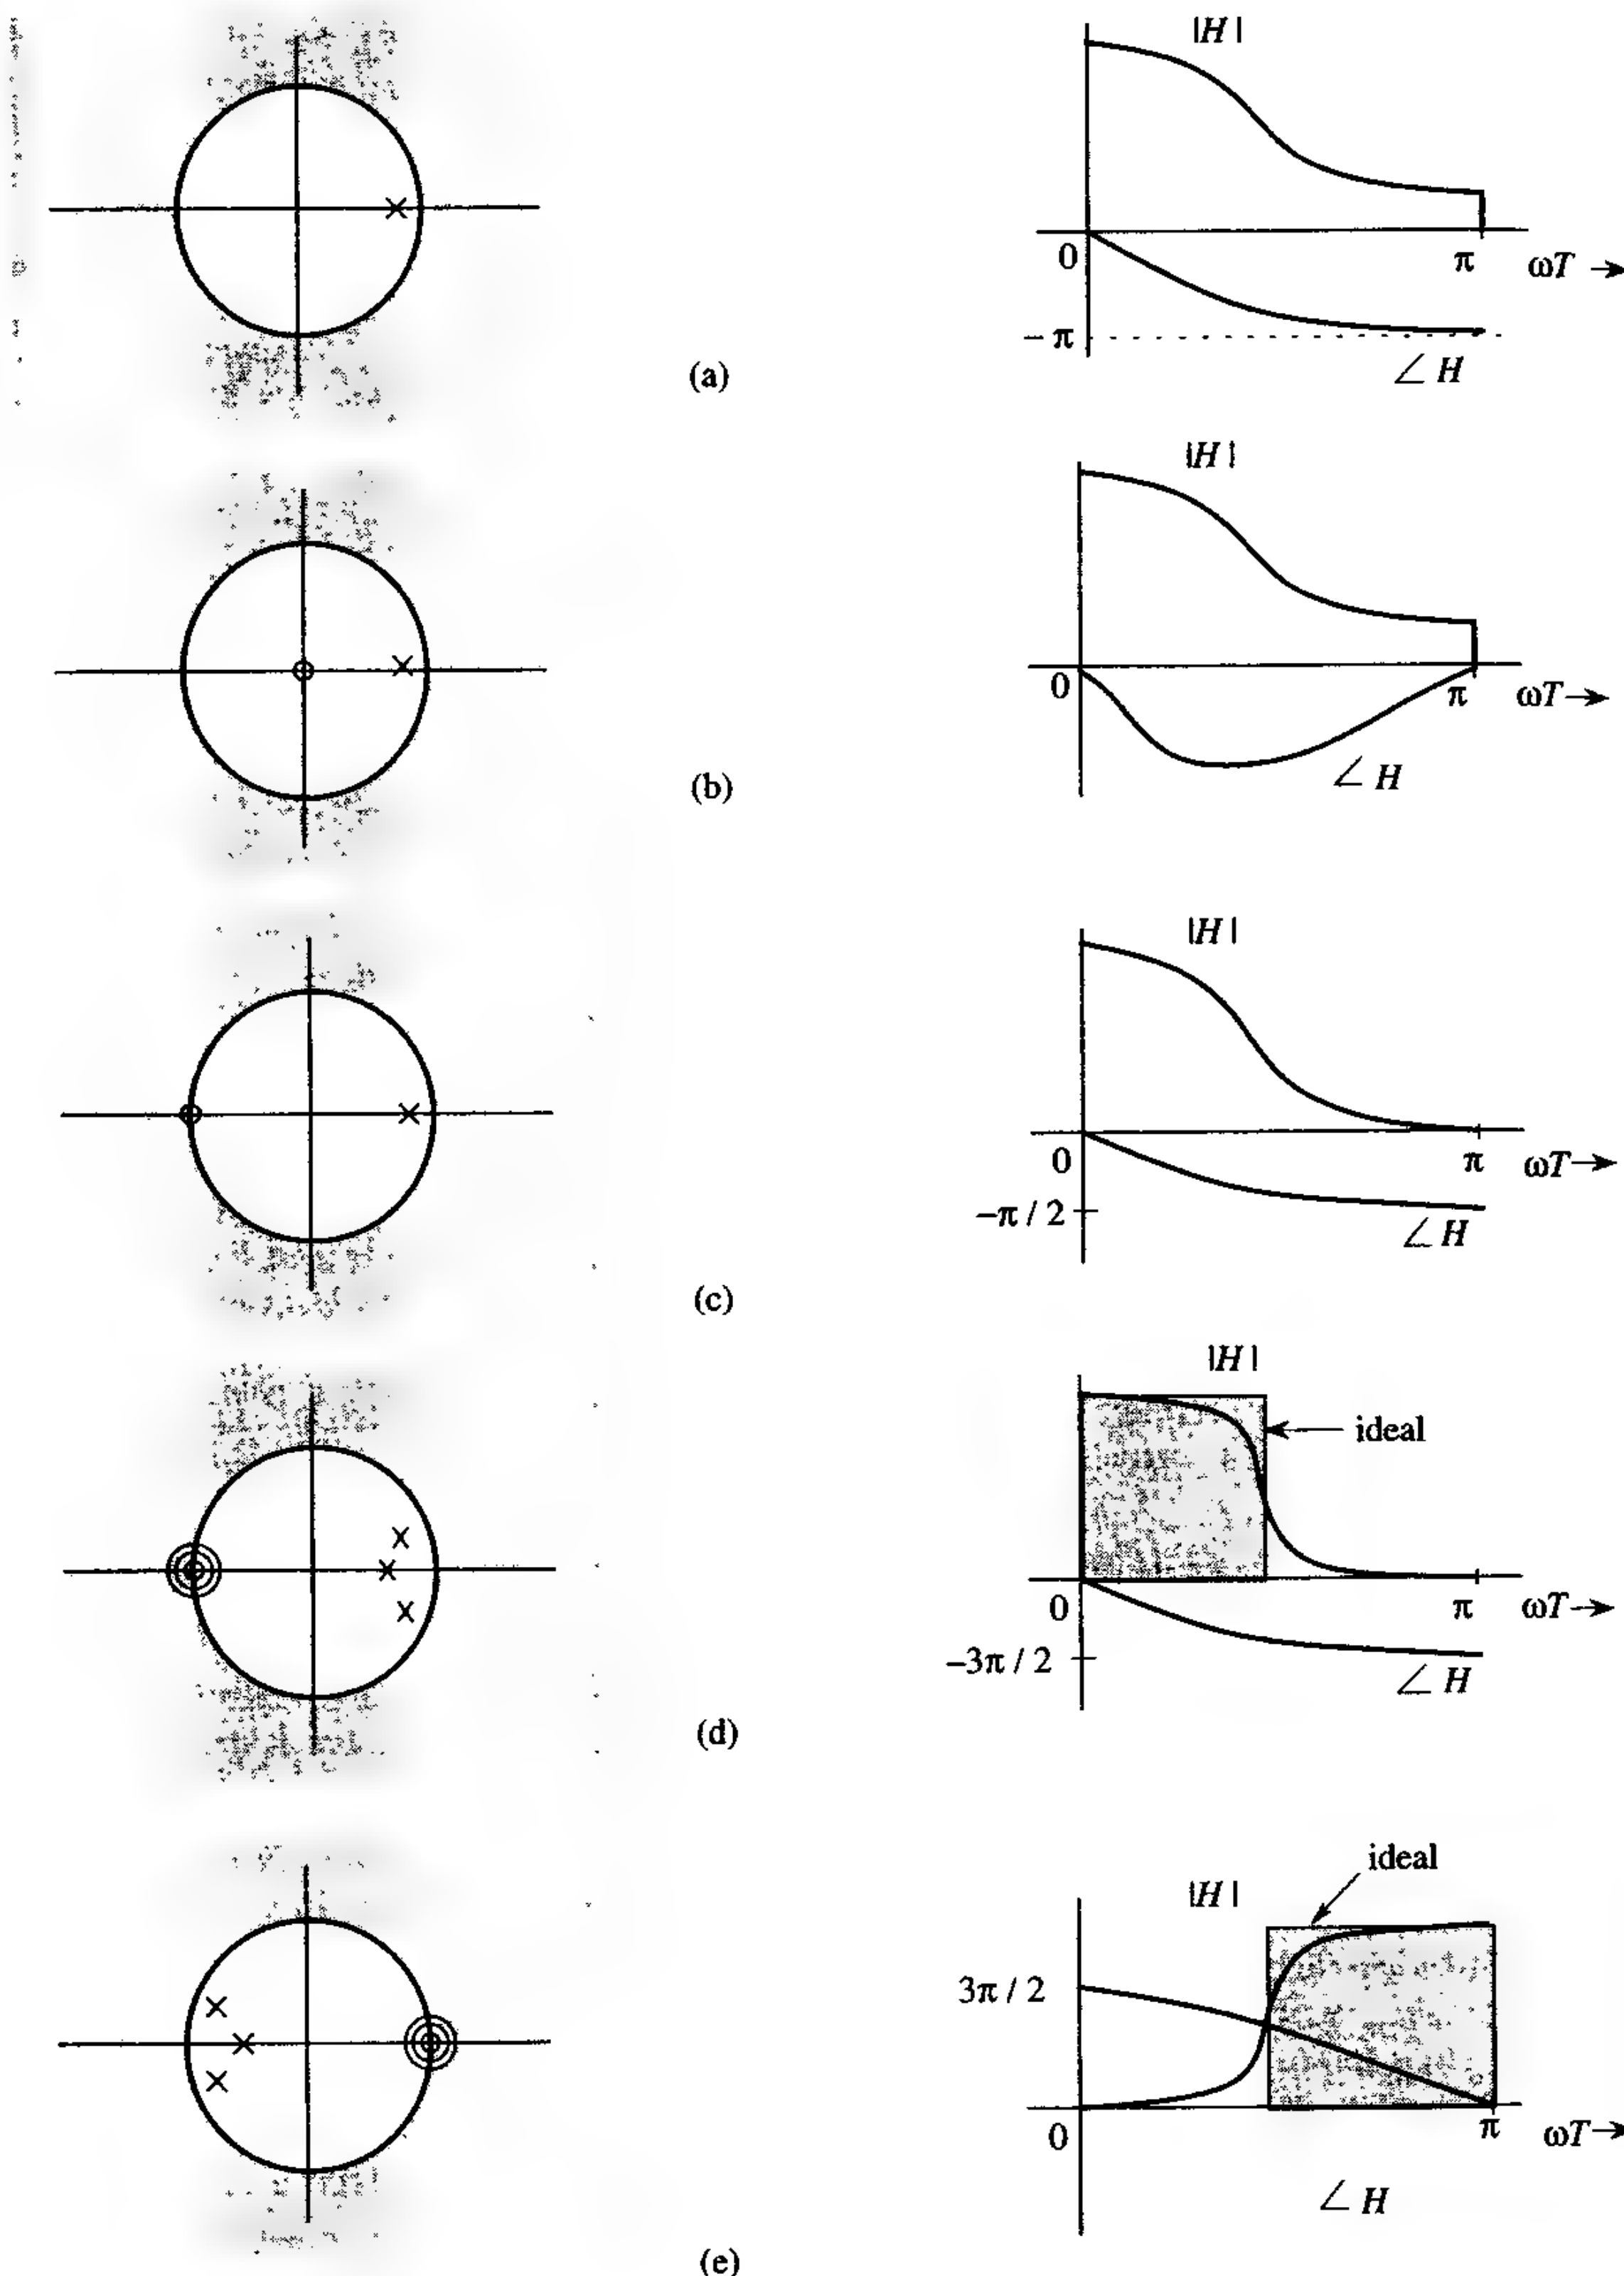 |H|
0
π
ωT →
−π
∠ H
(a)
|H|
0
π
ωT→
∠ H
(b)
|H|
0
π
ωT→
−π / 2
∠ H
(c)
|H|
ideal
0
π
ωT→
−3π / 2
∠ H
(d)
ideal
|H|
3π / 2
0
π
ωT→
∠ H
(e)